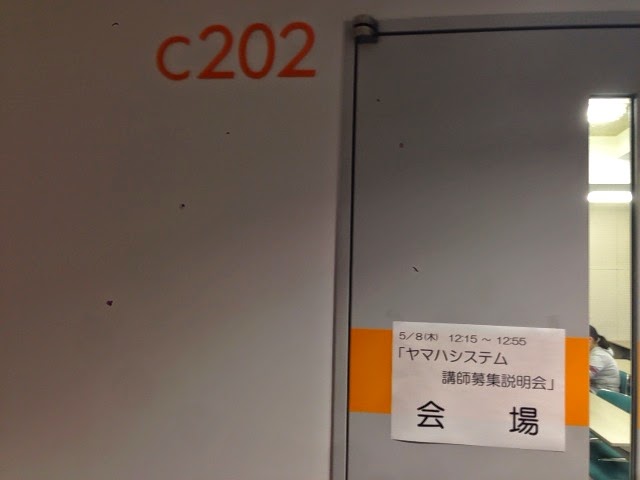 C202
5/8(木) 12:15 ～ 12:55
「ヤマハシステム
講師募集説明会」
会 場